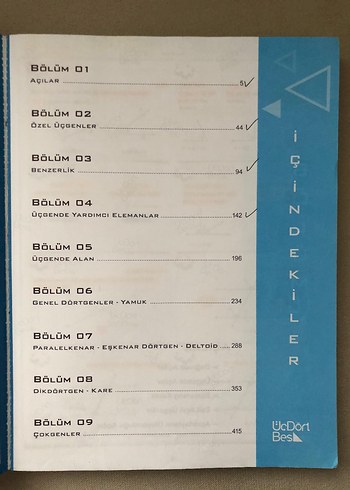 BÖLÜM 01
AÇILAR 5
BÖLÜM 02
ÖZEL ÜÇGENLER 44
BÖLÜM 03
BENZERLİK 94
BÖLÜM 04
ÜÇGENDE YARDIMCI ELEMANLAR 142
BÖLÜM 05
ÜÇGENDE ALAN 196
BÖLÜM 06
GENEL DÖRTGENLER - YAMUK 234
BÖLÜM 07
PARALELKENAR - EŞKENAR DÖRTGEN - DELTOİD 288
BÖLÜM 08
DİKDÖRTGEN - KARE 353
BÖLÜM 09
ÇOKGENLER 415
İÇİNDEKİLER
ÜçDört
Beş